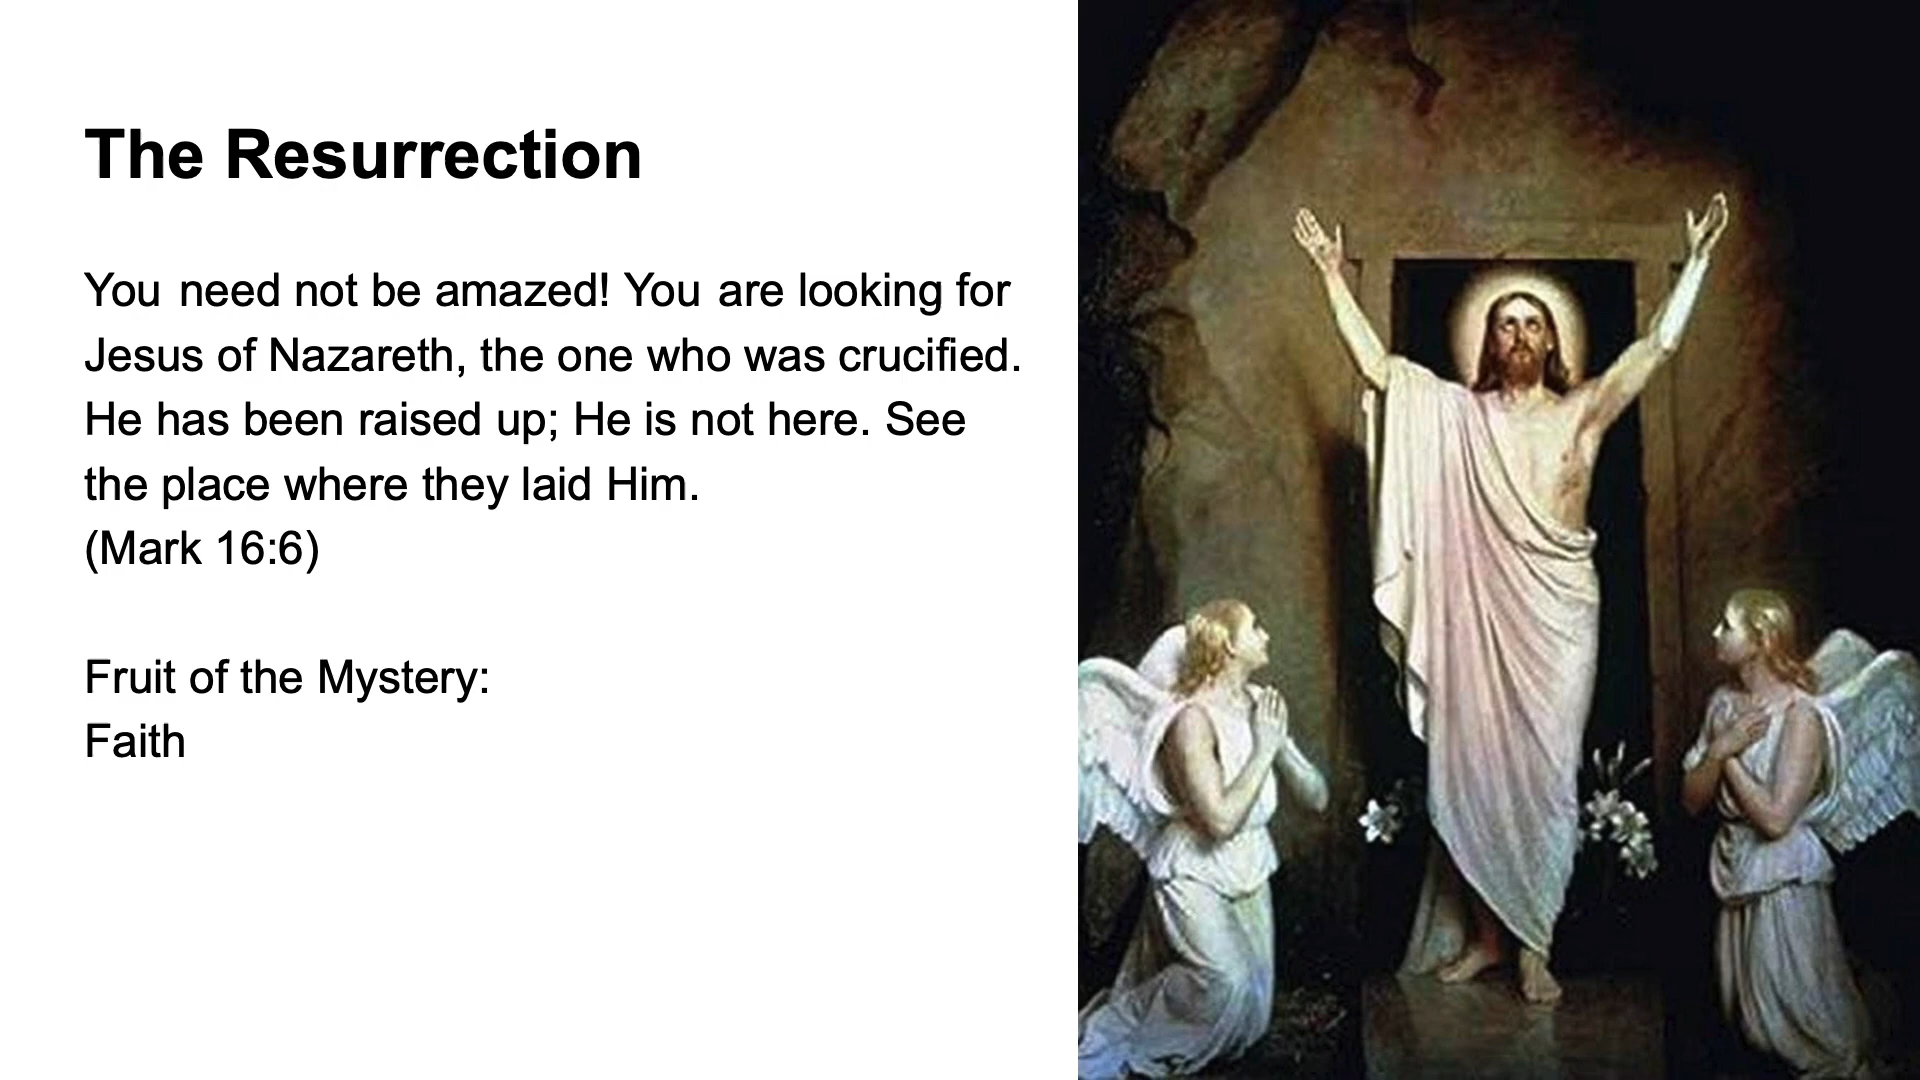 The Resurrection
You need not be amazed! You are looking for
Jesus of Nazareth, the one who was crucified.
He has been raised up; He is not here. See
the place where they laid Him.
(Mark 16:6)
Fruit of the Mystery:
Faith